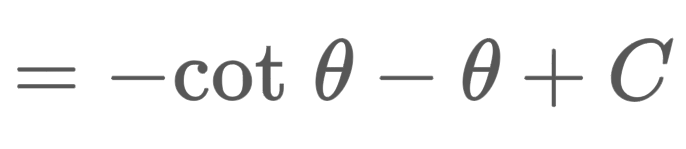 = −cot θ − θ + C